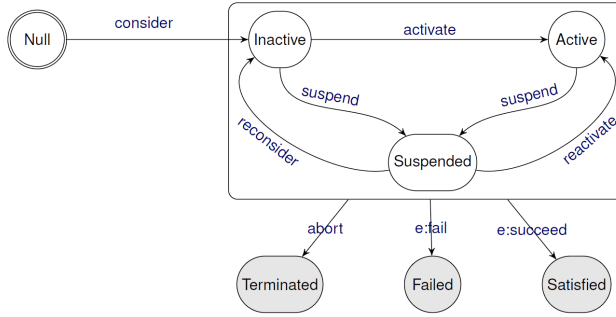 consider
Null
Inactive
activate
Active
suspend
suspend
reconsider
reactivate
Suspended
abort
e:fail
e:succeed
Terminated
Failed
Satisfied